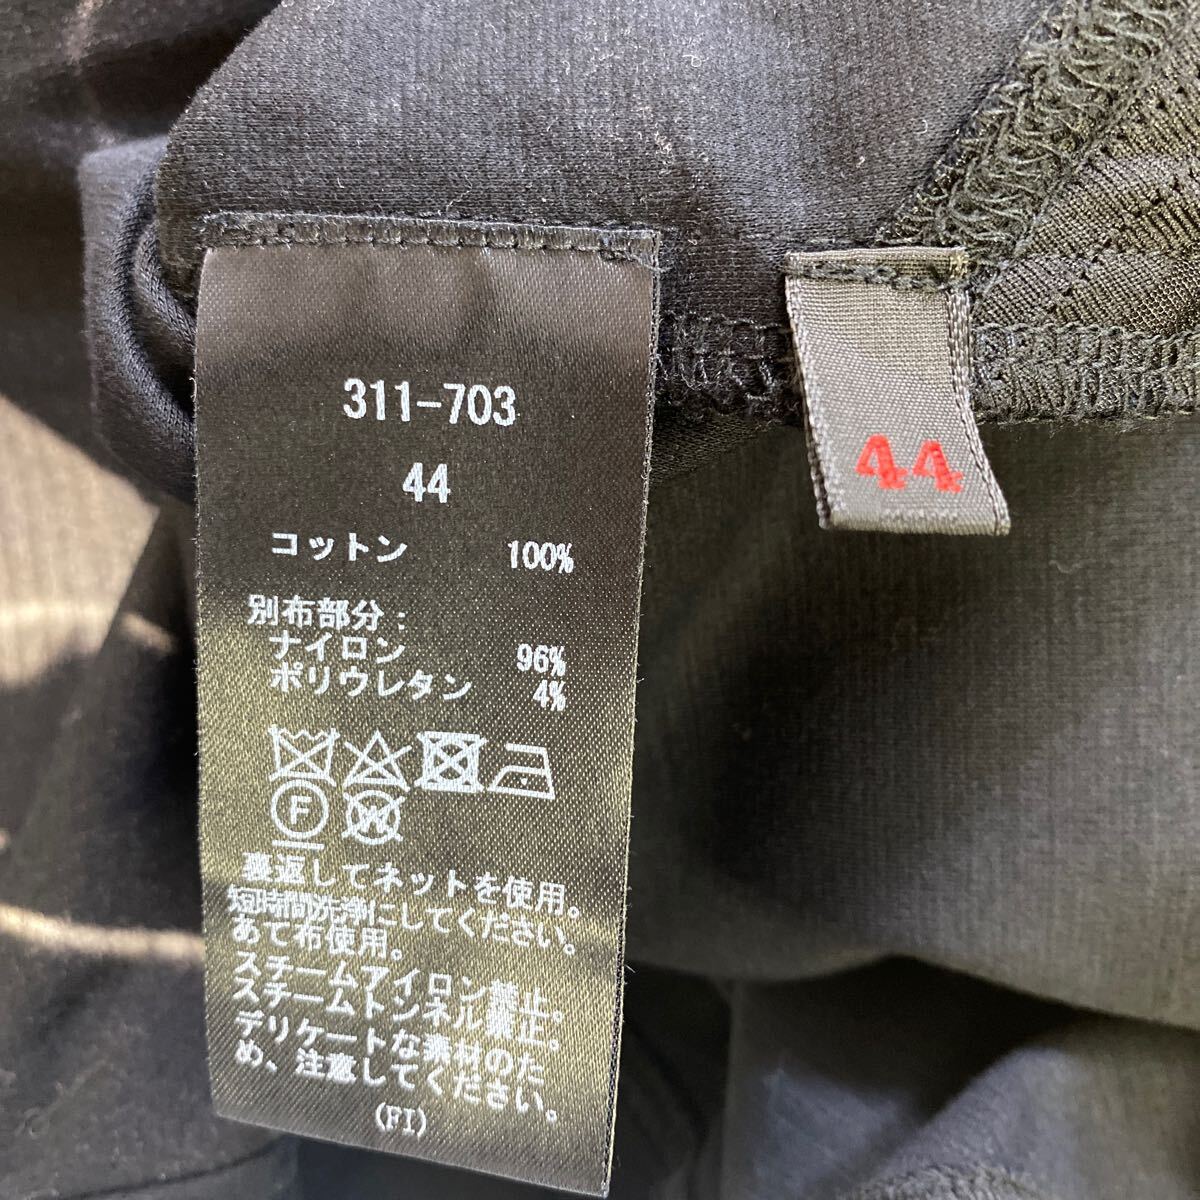 311-703
44
コットン 100%
別布部分:
ナイロン 96%
ポリウレタン 4%
F
W
裏返してネットを使用。
短時間洗浄にしてください。
あて布使用。
スチームアイロン禁止。
スチームトンネル禁止。
デリケートな素材のた
め、注意してください。
(FI)
44